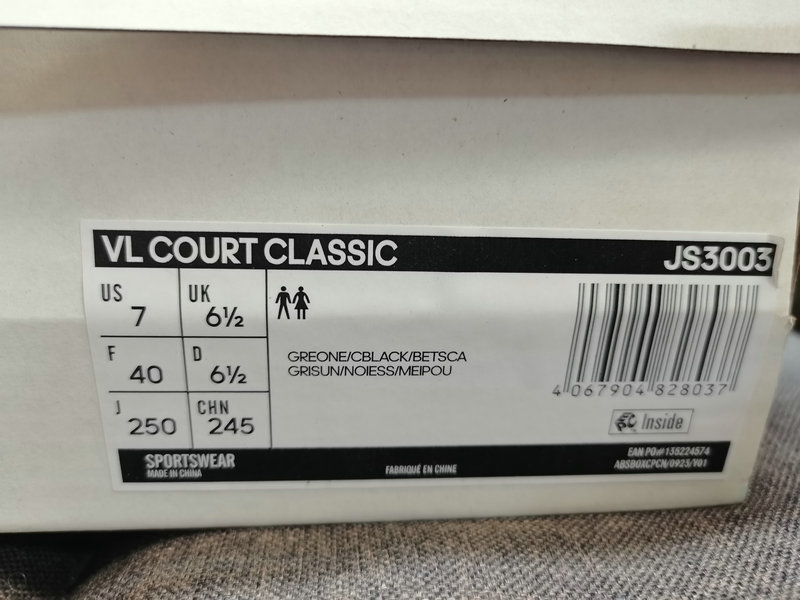 VL COURT CLASSIC JS3003
US 7 UK 6½
F 40 D 6½
J 250 CHN 245
GREONE/CBLACK/BETSCA
GRISUN/NOIESS/MEIPOU
4 067904 828037
Inside
SPORTSWEAR
MADE IN CHINA
FABRIQUÉ EN CHINE
EAN PO# 135224574
ABSBOXCPCN/0923/V01